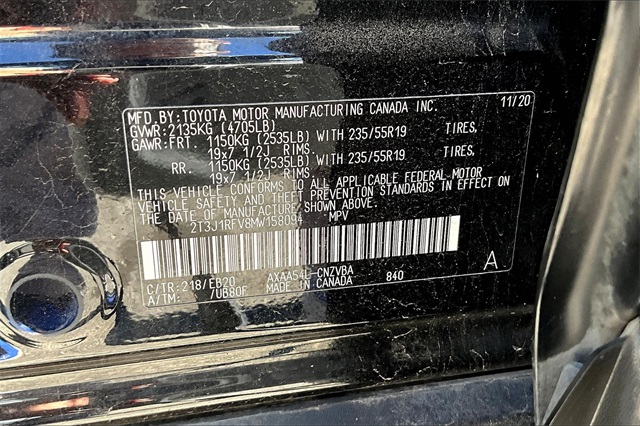 MFD.BY:TOYOTA MOTOR MANUFACTURING CANADA INC. 11/20
GVWR:2135KG (4705LB)
GAWR:FRT. 1150KG (2535LB) WITH 235/55R19 TIRES,
19x7 1/2J RIMS.
RR. 1150KG (2535LB) WITH 235/55R19 TIRES,
19x7 1/2J RIMS.
THIS VEHICLE CONFORMS TO ALL APPLICABLE FEDERAL MOTOR
VEHICLE SAFETY AND THEFT PREVENTION STANDARDS IN EFFECT ON
THE DATE OF MANUFACTURE SHOWN ABOVE.
2T3J1RFV8MW158094 MPV
C/TR:218/EB20 AXAA54L-CNZVBA 840 A
A/TM: /UB80F MADE IN CANADA